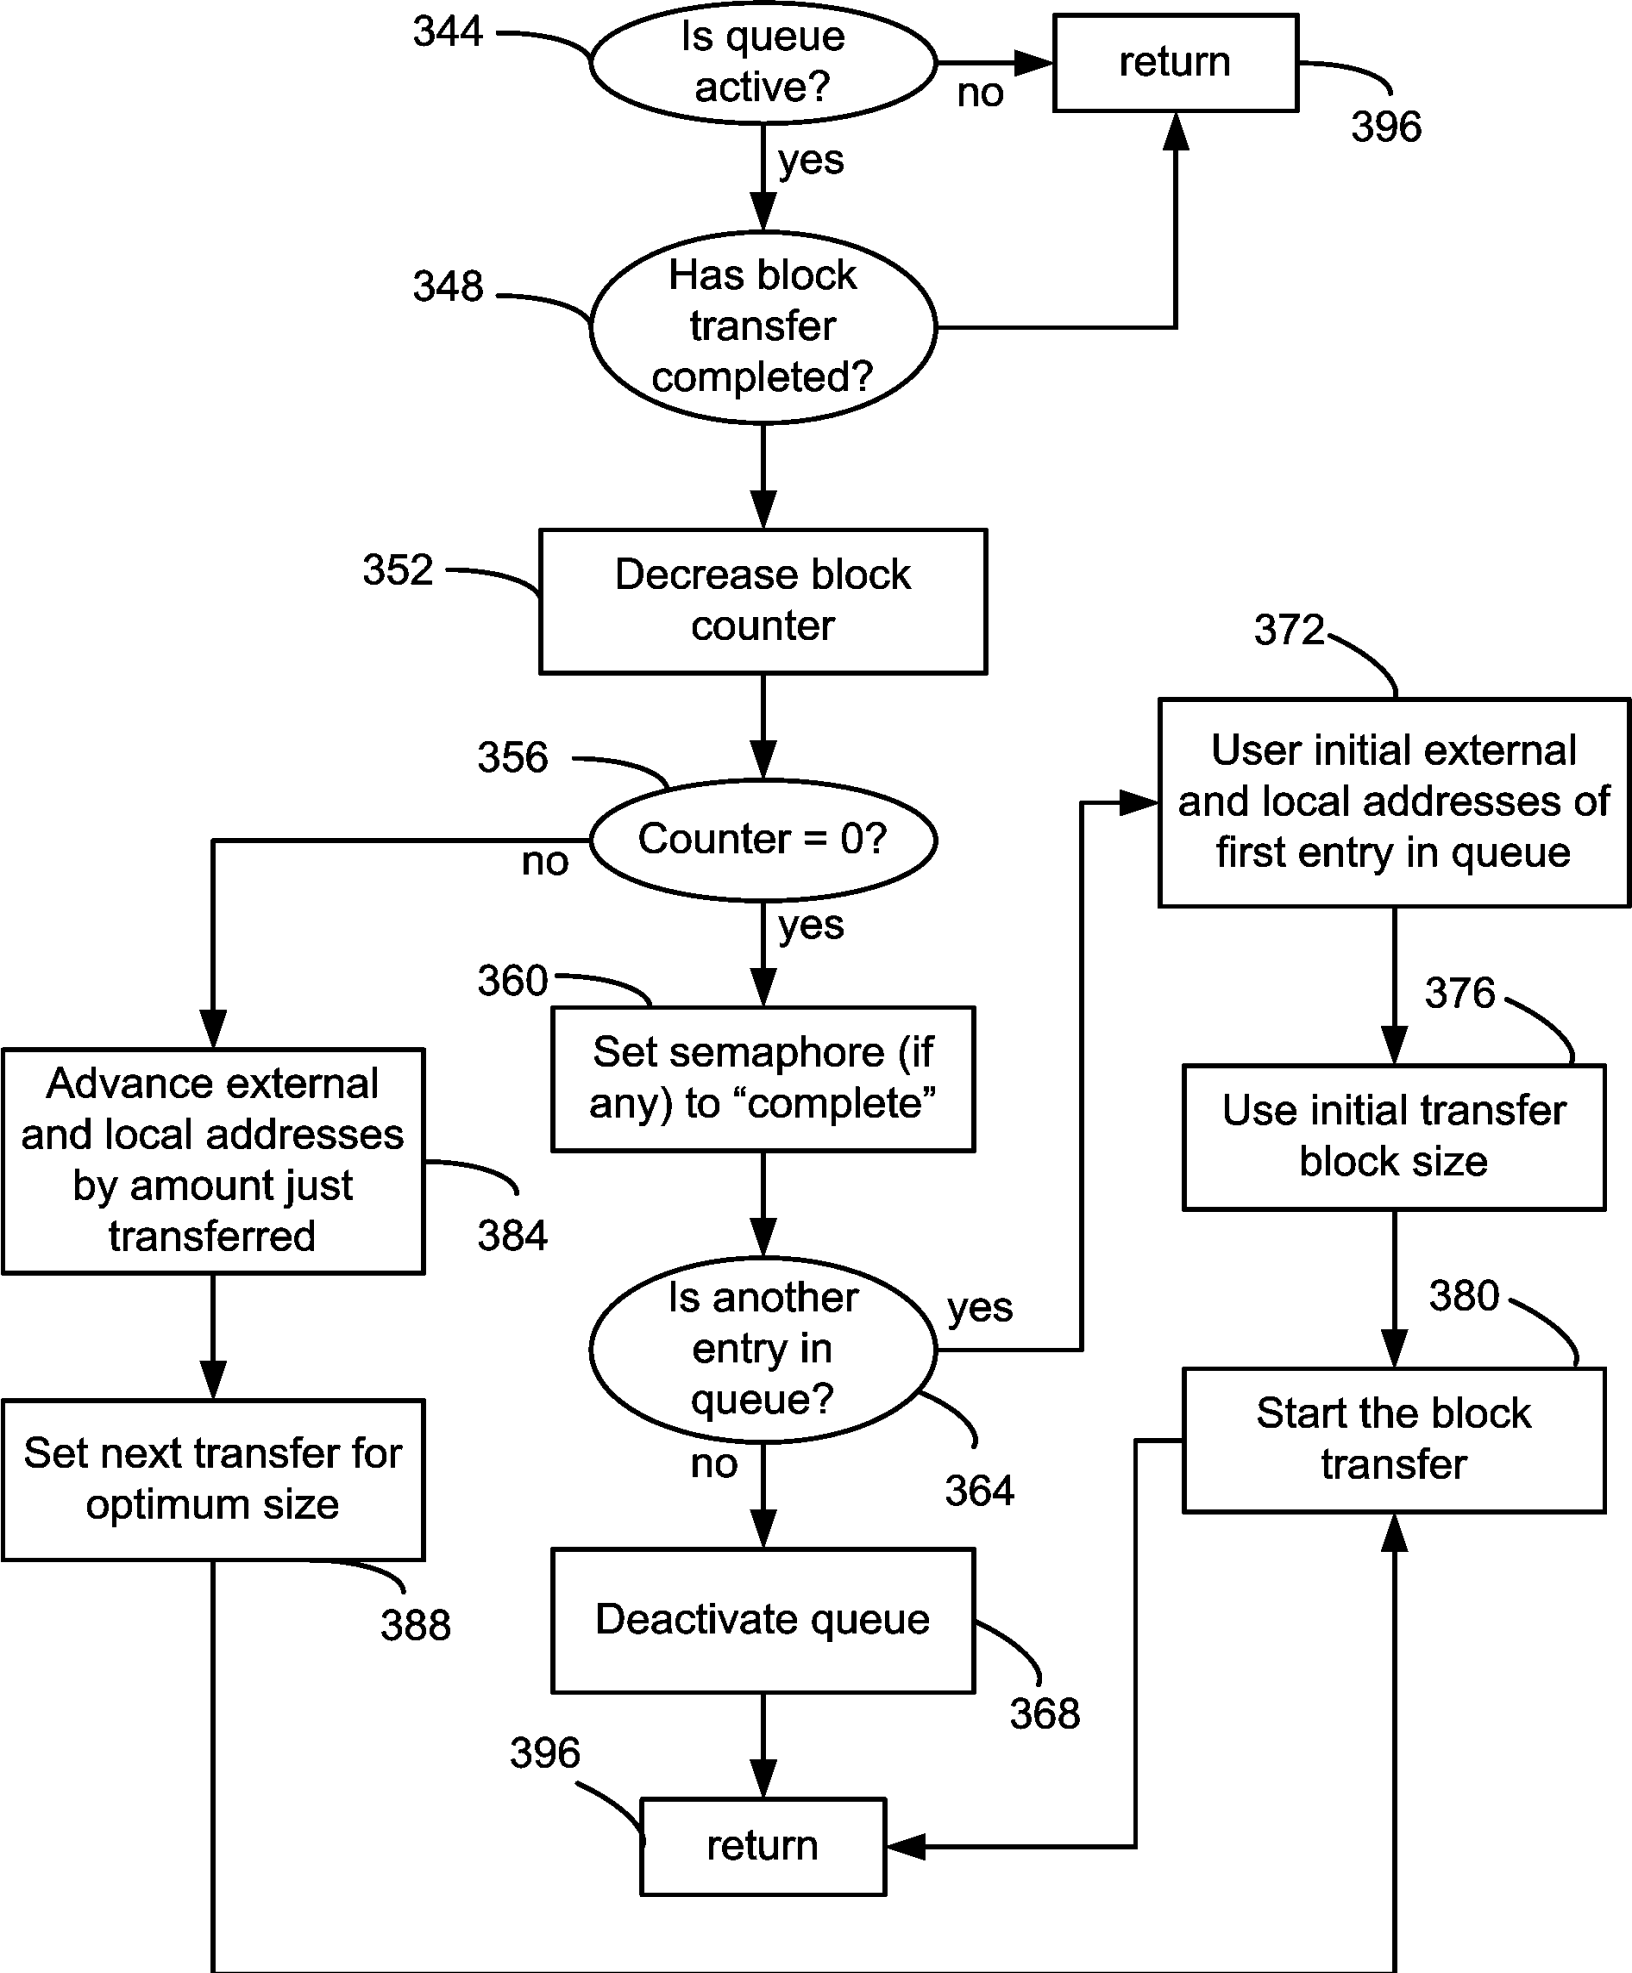 344
Is queue
active?
no
return
396
yes
348
Has block
transfer
completed?
352
Decrease block
counter
356
Counter = 0?
no
yes
372
User initial external
and local addresses of
first entry in queue
360
Set semaphore (if
any) to “complete”
376
Use initial transfer
block size
Advance external
and local addresses
by amount just
transferred
384
Is another
entry in
queue?
yes
no
364
380
Start the block
transfer
Set next transfer for
optimum size
388
Deactivate queue
368
396
return